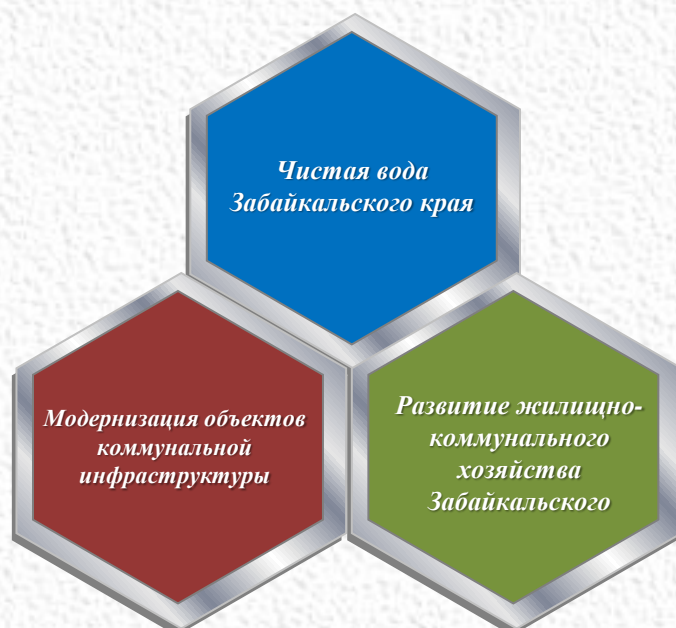 Чистая вода
Забайкальского края
Модернизация объектов
коммунальной
инфраструктуры
Развитие жилищно-
коммунального
хозяйства
Забайкальского